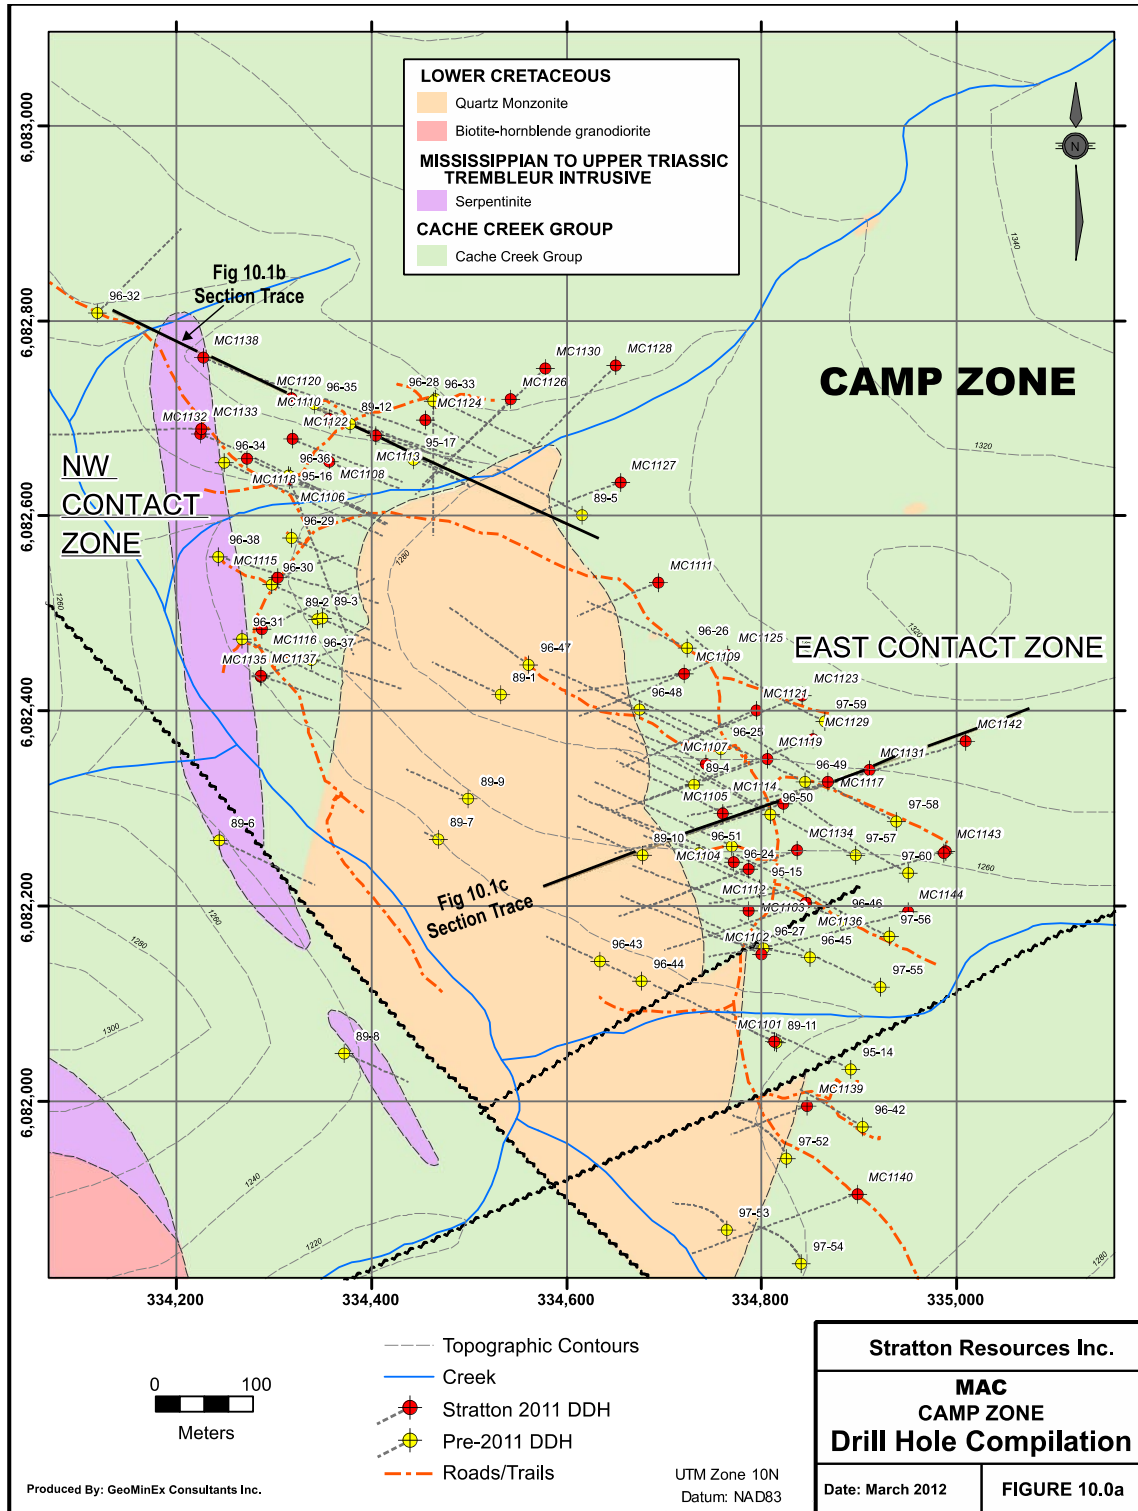 LOWER CRETACEOUS
Quartz Monzonite
Biotite-hornblende granodiorite
MISSISSIPPIAN TO UPPER TRIASSIC
TREMBLEUR INTRUSIVE
Serpentinite
CACHE CREEK GROUP
Cache Creek Group
N
6,083,000
6,082,800
6,082,600
6,082,400
6,082,200
6,082,000
1340
Fig 10.1b
Section Trace
96-32
MC1138
MC1130
MC1128
CAMP ZONE
MC1120
96-35
96-28
96-33
MC1126
MC1110
89-12
MC1124
MC1132
MC1133
MC1122
95-17
1320
96-34
96-36
MC1113
NW
CONTACT
ZONE
MC1118
95-16
MC1108
MC1127
MC1106
89-5
96-29
96-38
MC1115
1280
96-30
MC1111
1260
1260
89-2
89-3
1320
96-31
MC1116
96-37
96-26
MC1125
EAST CONTACT ZONE
MC1135
MC1137
96-47
MC1109
89-1
96-48
MC1123
MC1121
97-59
MC1129
96-25
MC1142
MC1107
MC1119
MC1131
89-4
96-49
89-9
MC1105
MC1114
MC1117
96-50
97-58
89-6
89-7
89-10
96-51
MC1134
97-57
MC1143
MC1104
96-24
97-60
95-15
1260
Fig 10.1c
Section Trace
MC1112
MC1144
MC1103
96-46
97-56
1260
MC1136
1280
96-43
MC1102
96-27
96-45
96-44
97-55
1300
MC1101
89-11
89-8
95-14
MC1139
96-42
97-52
1240
MC1140
97-53
1220
97-54
1280
334,200
334,400
334,600
334,800
335,000
0
100
Meters
Topographic Contours
Creek
Stratton 2011 DDH
Pre-2011 DDH
Roads/Trails
UTM Zone 10N
Datum: NAD83
Produced By: GeoMinEx Consultants Inc.
Stratton Resources Inc.
MAC
CAMP ZONE
Drill Hole Compilation
Date: March 2012
FIGURE 10.0a